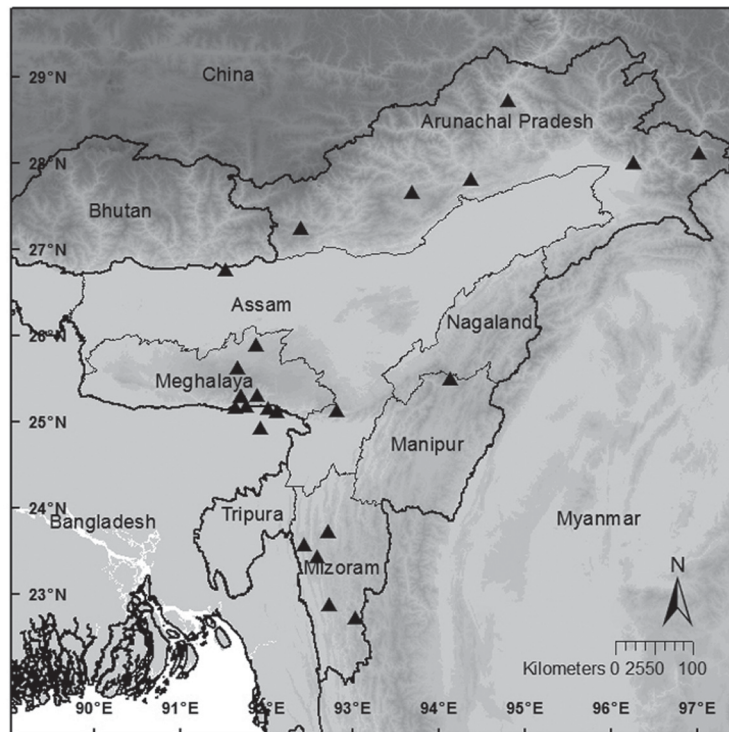 29°N
China
Arunachal Pradesh
28°N
Bhutan
27°N
Assam
Nagaland
26°N
Meghalaya
25°N
Manipur
24°N
Tripura
Bangladesh
Myanmar
Mizoram
N
23°N
Kilometers 0 2550 100
90°E 91°E 92°E 93°E 94°E 95°E 96°E 97°E